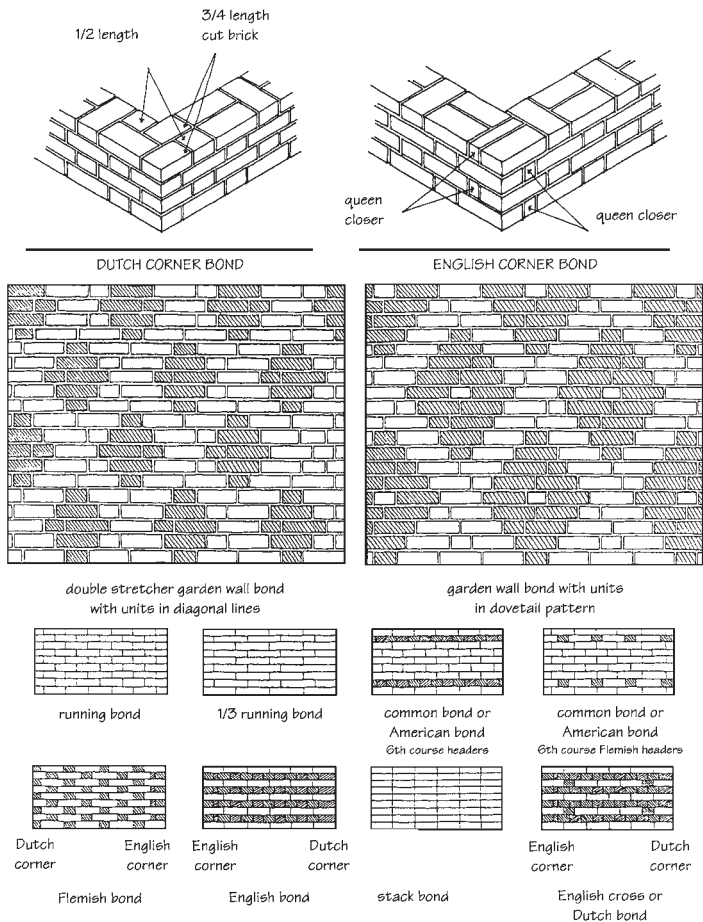 3/4 length
cut brick
1/2 length
queen
closer
queen closer
DUTCH CORNER BOND
ENGLISH CORNER BOND
double stretcher garden wall bond
with units in diagonal lines
garden wall bond with units
in dovetail pattern
running bond
1/3 running bond
common bond or
American bond
6th course headers
common bond or
American bond
6th course Flemish headers
Dutch
corner
English
corner
Flemish bond
English
corner
Dutch
corner
English bond
stack bond
English
corner
Dutch
corner
English cross or
Dutch bond